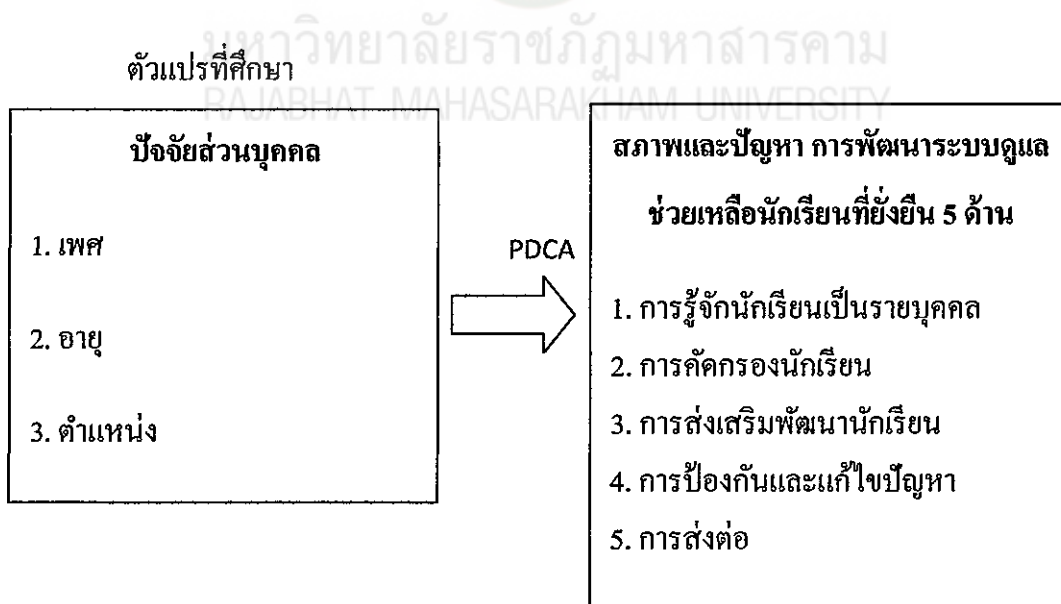 มหาวิทยาลัยราชภัฏมหาสารคาม
RAJABHAT MAHASARAKHAM UNIVERSITY
ตัวแปรที่ศึกษา
ปัจจัยส่วนบุคคล
1. เพศ
2. อายุ
3. ตำแหน่ง
PDCA
สภาพและปัญหา การพัฒนาระบบดูแล
ช่วยเหลือนักเรียนที่ยั่งยืน 5 ด้าน
1. การรู้จักนักเรียนเป็นรายบุคคล
2. การคัดกรองนักเรียน
3. การส่งเสริมพัฒนานักเรียน
4. การป้องกันและแก้ไขปัญหา
5. การส่งต่อ